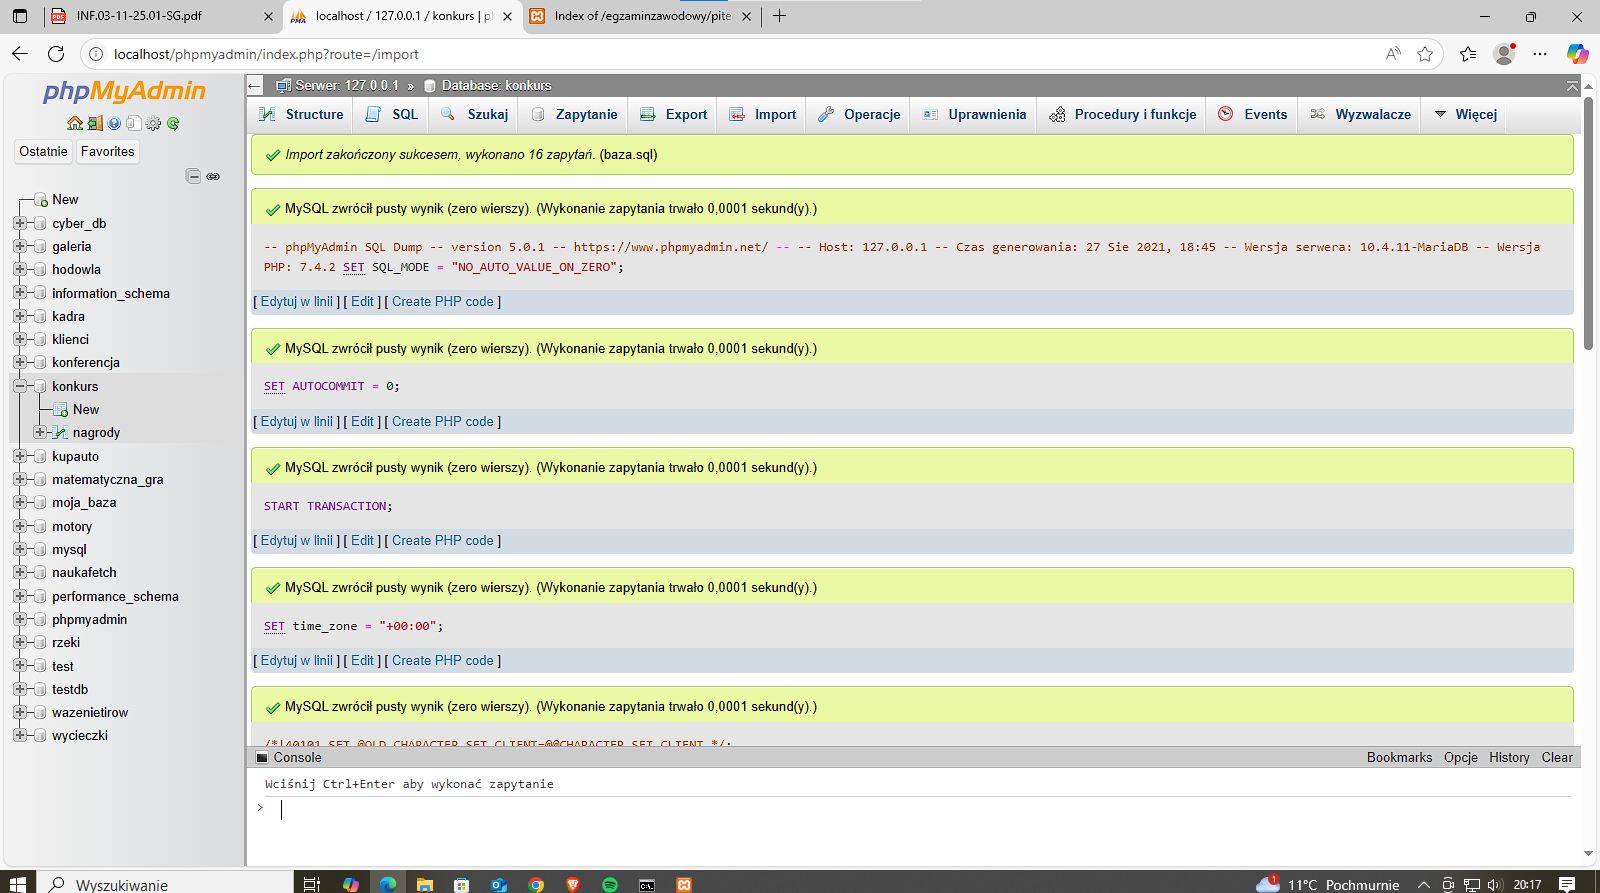 INF.03-11-25.01-SG.pdf
localhost / 127.0.0.1 / konkurs | p
Index of /egzaminzawodowy/pite
localhost/phpmyadmin/index.php?route=/import
phpMyAdmin
Ostatnie
Favorites
New
cyber_db
galeria
hodowla
information_schema
kadra
klienci
konferencja
konkurs
New
nagrody
kupauto
matematyczna_gra
moja_baza
motory
mysql
naukafetch
performance_schema
phpmyadmin
rzeki
test
testdb
wazenietirow
wycieczki
Serwer: 127.0.0.1 » Database: konkurs
Structure SQL Szukaj Zapytanie Export Import Operacje Uprawnienia Procedury i funkcje Events Wyzwalacze Więcej
Import zakończony sukcesem, wykonano 16 zapytań. (baza.sql)
MySQL zwrócił pusty wynik (zero wierszy). (Wykonanie zapytania trwało 0,0001 sekund(y).)
-- phpMyAdmin SQL Dump -- version 5.0.1 -- https://www.phpmyadmin.net/ -- -- Host: 127.0.0.1 -- Czas generowania: 27 Sie 2021, 18:45 -- Wersja serwera: 10.4.11-MariaDB -- Wersja
PHP: 7.4.2 SET SQL_MODE = "NO_AUTO_VALUE_ON_ZERO";
[ Edytuj w linii ] [ Edit ] [ Create PHP code ]
MySQL zwrócił pusty wynik (zero wierszy). (Wykonanie zapytania trwało 0,0001 sekund(y).)
SET AUTOCOMMIT = 0;
[ Edytuj w linii ] [ Edit ] [ Create PHP code ]
MySQL zwrócił pusty wynik (zero wierszy). (Wykonanie zapytania trwało 0,0001 sekund(y).)
START TRANSACTION;
[ Edytuj w linii ] [ Edit ] [ Create PHP code ]
MySQL zwrócił pusty wynik (zero wierszy). (Wykonanie zapytania trwało 0,0001 sekund(y).)
SET time_zone = "+00:00";
[ Edytuj w linii ] [ Edit ] [ Create PHP code ]
MySQL zwrócił pusty wynik (zero wierszy). (Wykonanie zapytania trwało 0,0001 sekund(y).)
/*!40101 SET @OLD_CHARACTER_SET_CLIENT=@@CHARACTER_SET_CLIENT */;
Console
Bookmarks Opcje History Clear
Wciśnij Ctrl+Enter aby wykonać zapytanie
>
Wyszukiwanie
1
11°C Pochmurnie
20:17